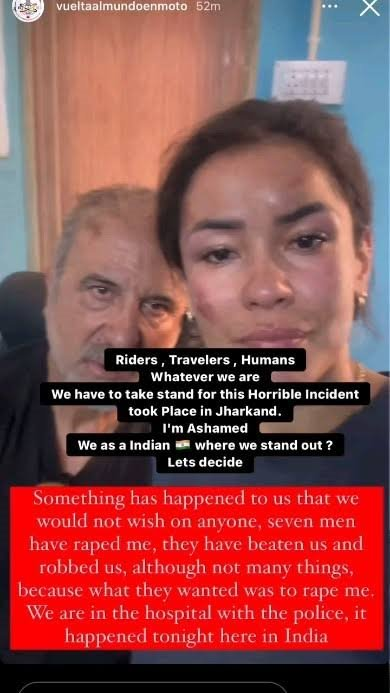 vueltaalmundoenmoto 52m
Riders , Travelers , Humans
Whatever we are
We have to take stand for this Horrible Incident
took Place in Jharkand.
I'm Ashamed
We as a Indian 🇮🇳 where we stand out ?
Lets decide
Something has happened to us that we
would not wish on anyone, seven men
have raped me, they have beaten us and
robbed us, although not many things,
because what they wanted was to rape me.
We are in the hospital with the police, it
happened tonight here in India